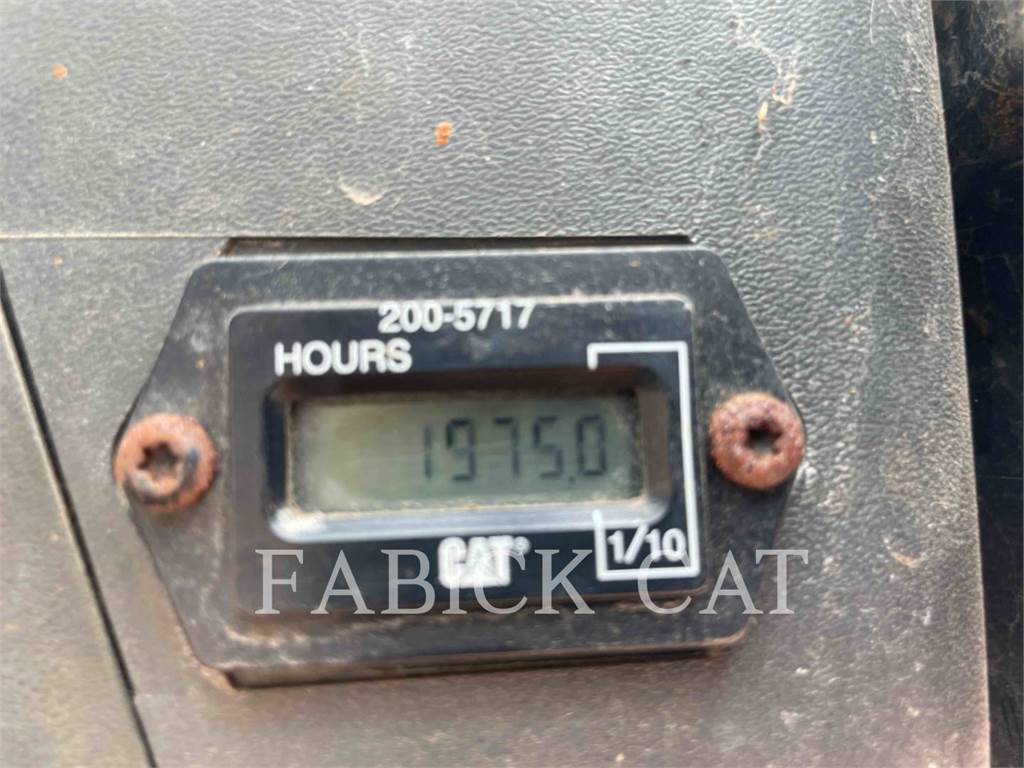 200-5717
HOURS
1975.0
CAT®
1/10
FABICK CAT